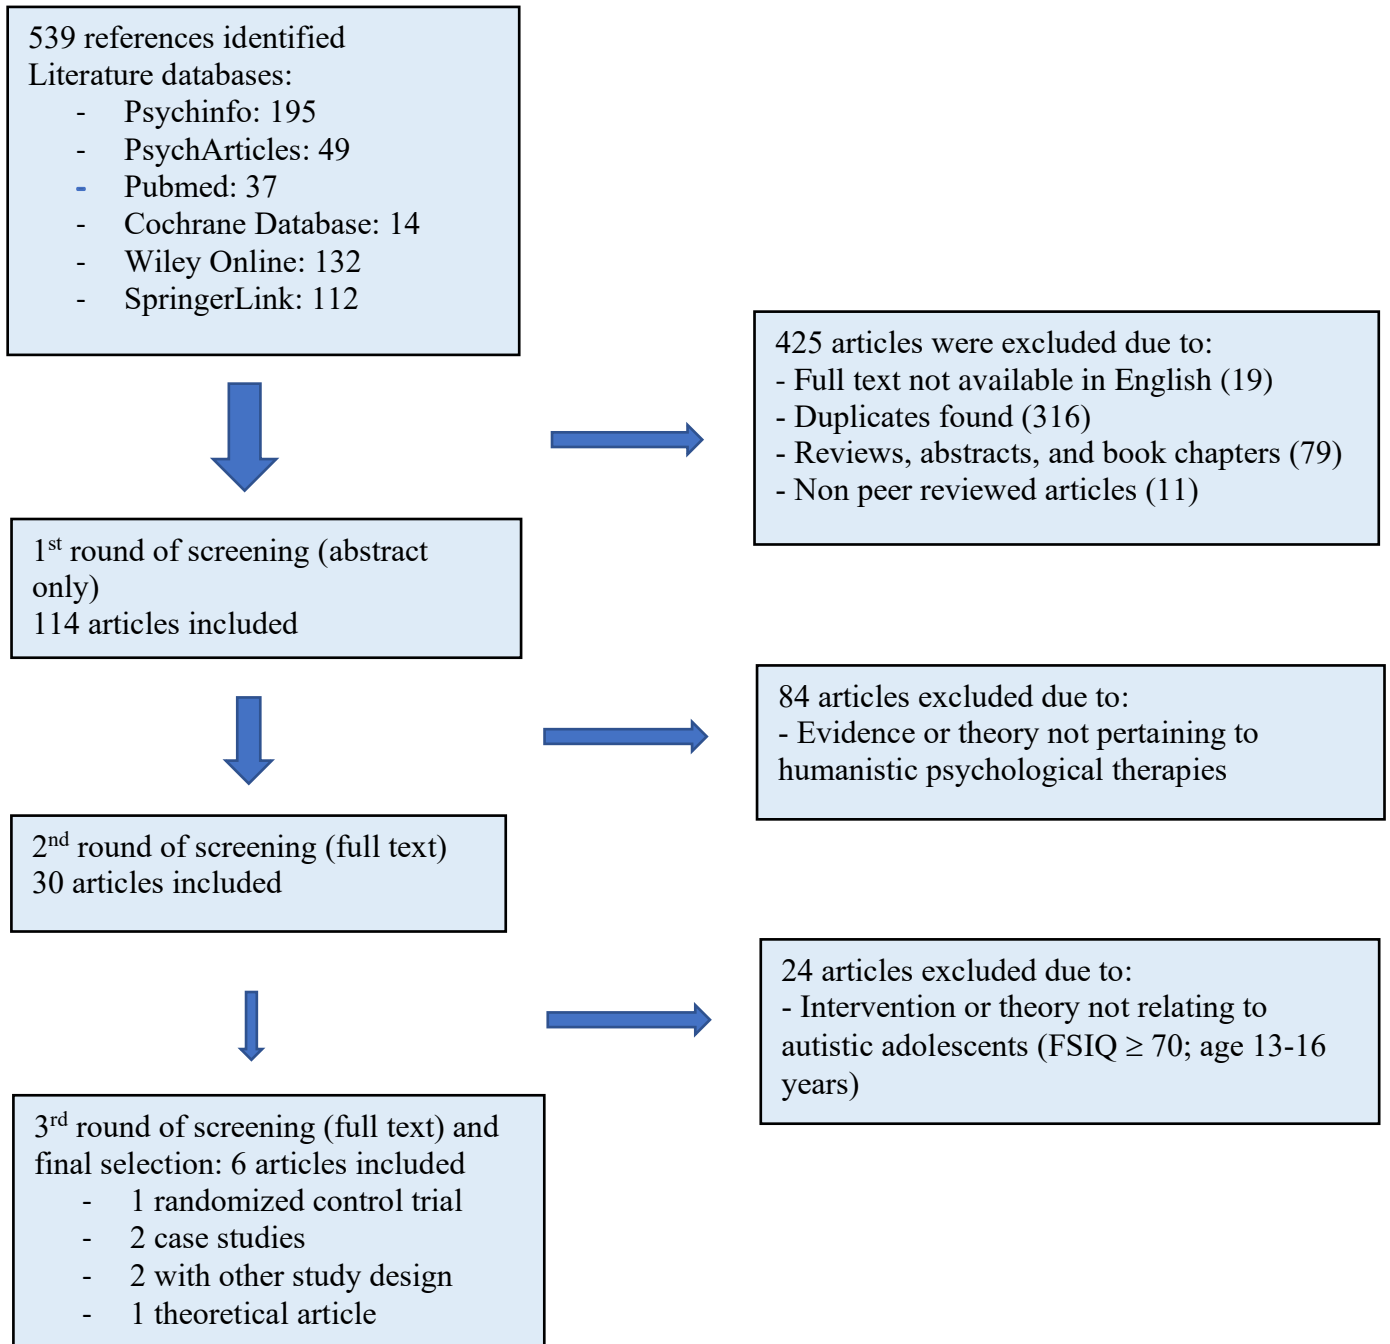 539 references identified
Literature databases:
- Psychinfo: 195
- PsychArticles: 49
- Pubmed: 37
- Cochrane Database: 14
- Wiley Online: 132
- SpringerLink: 112
425 articles were excluded due to:
- Full text not available in English (19)
- Duplicates found (316)
- Reviews, abstracts, and book chapters (79)
- Non peer reviewed articles (11)
1st round of screening (abstract
only)
114 articles included
84 articles excluded due to:
- Evidence or theory not pertaining to
humanistic psychological therapies
2nd round of screening (full text)
30 articles included
24 articles excluded due to:
- Intervention or theory not relating to
autistic adolescents (FSIQ ≥ 70; age 13-16
years)
3rd round of screening (full text) and
final selection: 6 articles included
- 1 randomized control trial
- 2 case studies
- 2 with other study design
- 1 theoretical article